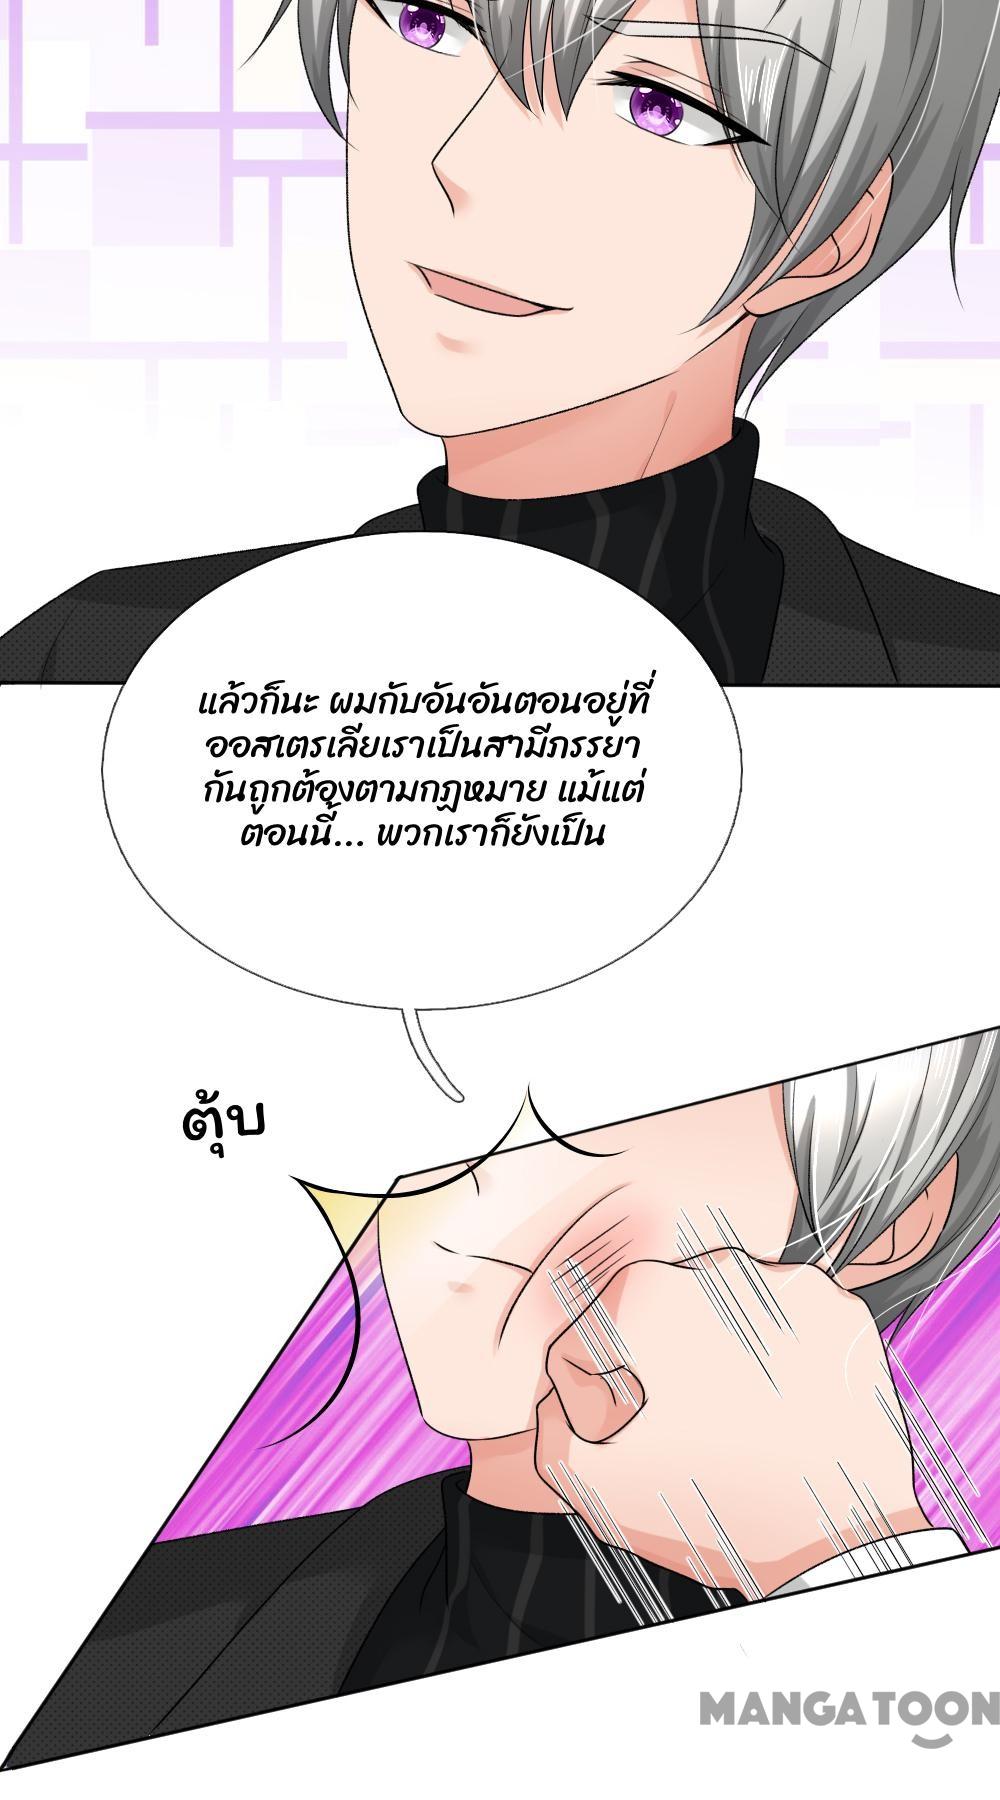 แล้วก็นะ ผมกับอันอันตอนอยู่ที่
ออสเตรเลียเราเป็นสามีภรรยา
กันถูกต้องตามกฏหมาย แม้แต่
ตอนนี้... พวกเราก็ยังเป็น
ตุ้บ
MANGATOON